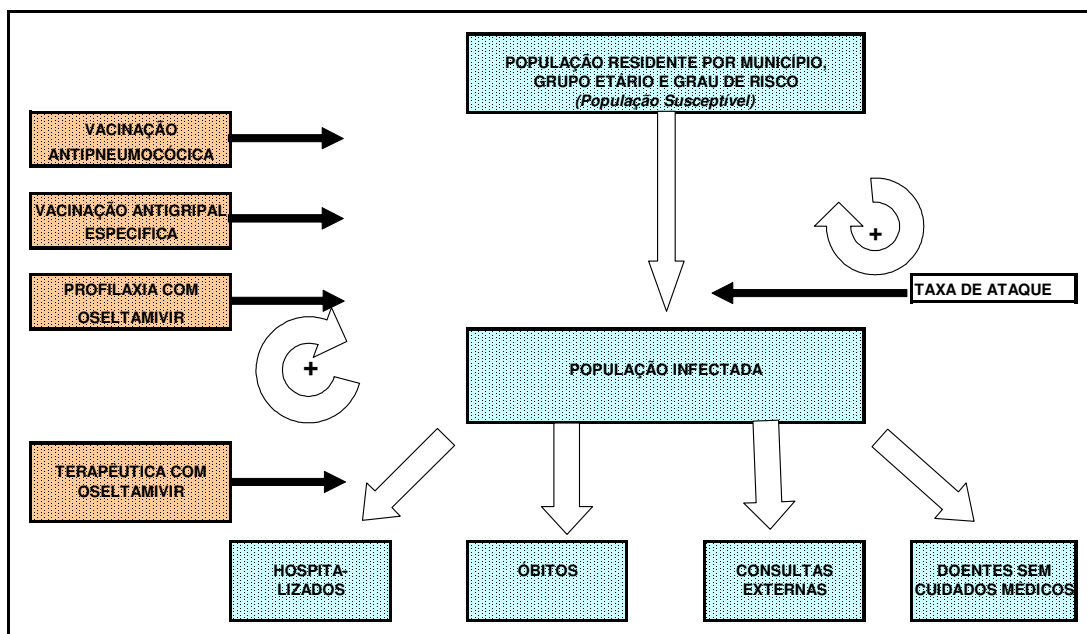 POPULAÇÃO RESIDENTE POR MUNICÍPIO,
GRUPO ETÁRIO E GRAU DE RISCO
(População Susceptível)
VACINAÇÃO
ANTIPNEUMOCÓCICA
VACINAÇÃO ANTIGRIPAL
ESPECIFICA
+
PROFILAXIA COM
OSELTAMIVIR
TAXA DE ATAQUE
+
POPULAÇÃO INFECTADA
TERAPÊUTICA COM
OSELTAMIVIR
HOSPITA-
LIZADOS
ÓBITOS
CONSULTAS
EXTERNAS
DOENTES SEM
CUIDADOS MÉDICOS